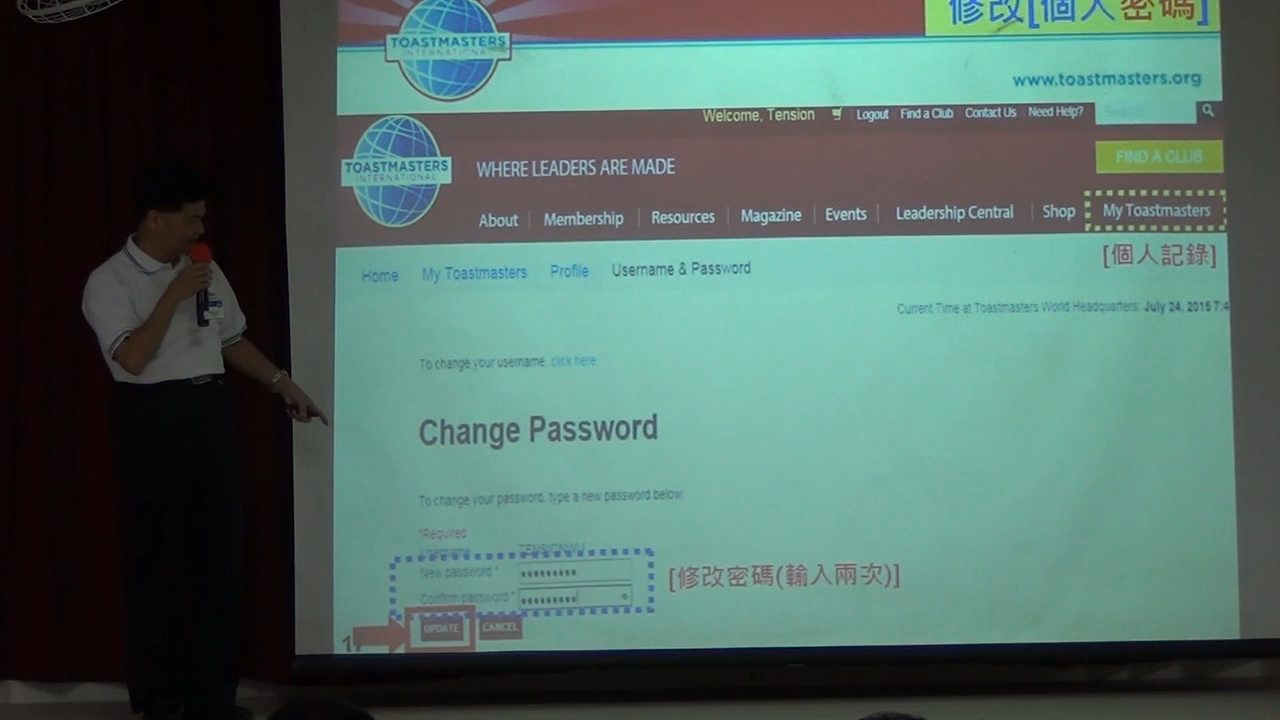 修改[個人密碼]
TOASTMASTERS
INTERNATIONAL
www.toastmasters.org
Welcome, Tension Logout Find a Club Contact Us Need Help?
TOASTMASTERS
INTERNATIONAL
WHERE LEADERS ARE MADE
FIND A CLUB
About Membership Resources Magazine Events Leadership Central Shop My Toastmasters
[個人記錄]
Home My Toastmasters Profile Username & Password
Current Time at Toastmasters World Headquarters: July 24, 2015 7:4
To change your username, click here
Change Password
To change your password, type a new password below.
*Required
New password *
[修改密碼(輸入兩次)]
Confirm password *
UPDATE CANCEL